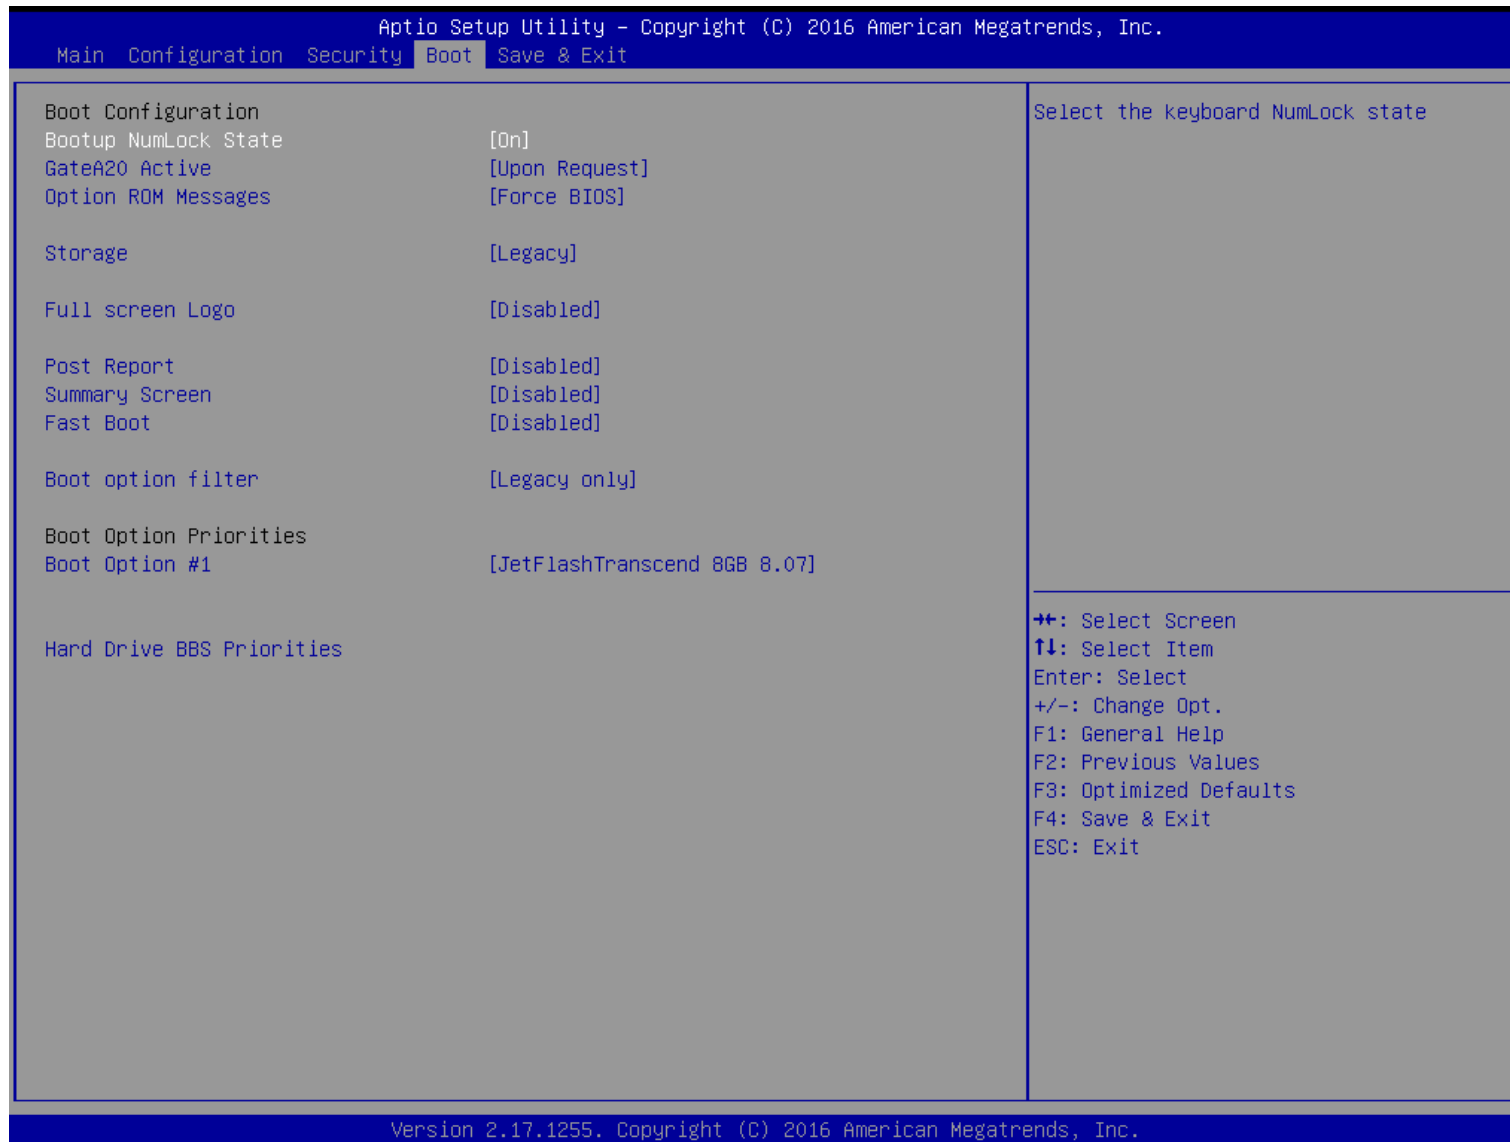 Aptio Setup Utility – Copyright (C) 2016 American Megatrends, Inc.
Main Configuration Security Boot Save & Exit
Boot Configuration
Bootup NumLock State [On]
GateA20 Active [Upon Request]
Option ROM Messages [Force BIOS]
Storage [Legacy]
Full screen Logo [Disabled]
Post Report [Disabled]
Summary Screen [Disabled]
Fast Boot [Disabled]
Boot option filter [Legacy only]
Boot Option Priorities
Boot Option #1 [JetFlashTranscend 8GB 8.07]
Hard Drive BBS Priorities
Select the keyboard NumLock state
→←: Select Screen
↑↓: Select Item
Enter: Select
+/-: Change Opt.
F1: General Help
F2: Previous Values
F3: Optimized Defaults
F4: Save & Exit
ESC: Exit
Version 2.17.1255. Copyright (C) 2016 American Megatrends, Inc.